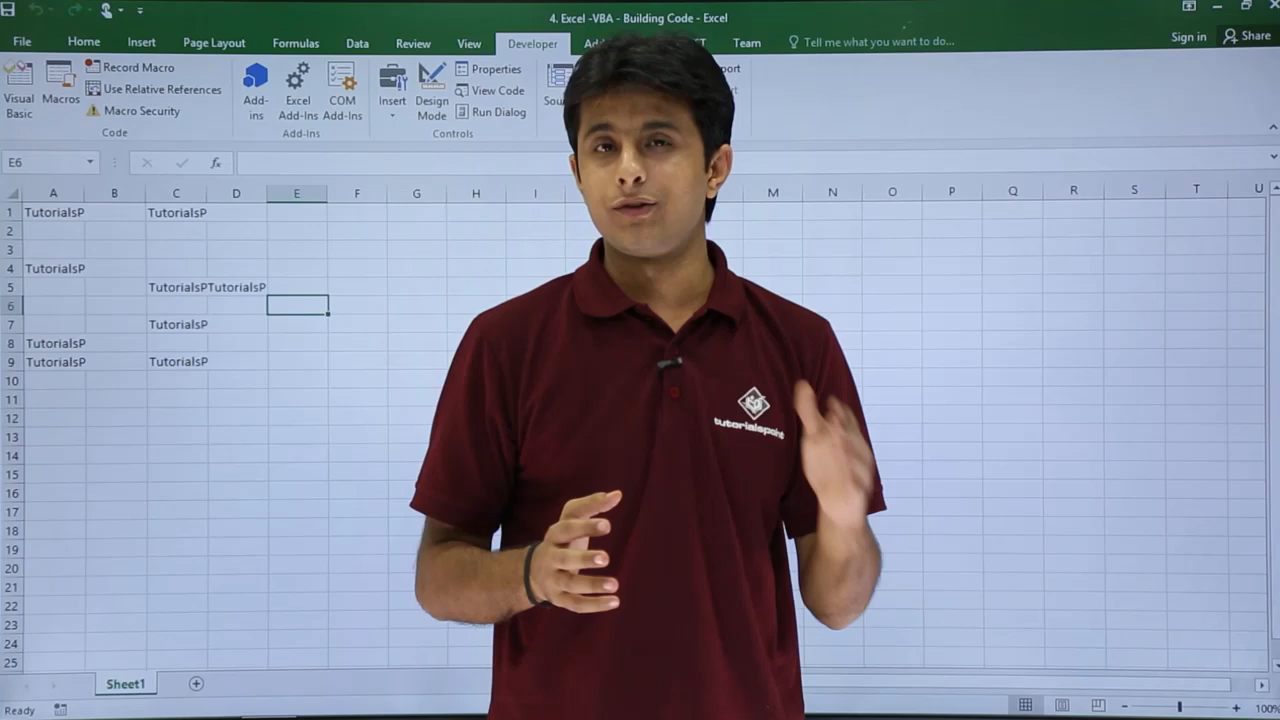 4. Excel -VBA - Building Code - Excel
File Home Insert Page Layout Formulas Data Review View Developer Team Tell me what you want to do... Sign in Share
Visual Basic
Macros
Record Macro
Use Relative References
Macro Security
Code
Add-ins
Excel Add-Ins
COM Add-Ins
Add-Ins
Insert
Design Mode
Properties
View Code
Run Dialog
Controls
E6 fx
A B C D E F G H I M N O P Q R S T U
1 TutorialsP TutorialsP
2
3
4 TutorialsP
5 TutorialsPTutorialsP
6
7 TutorialsP
8 TutorialsP
9 TutorialsP TutorialsP
10
11
12
13
14
15
16
17
18
19
20
21
22
23
24
25
tutorialspoint
Sheet1
Ready 100%